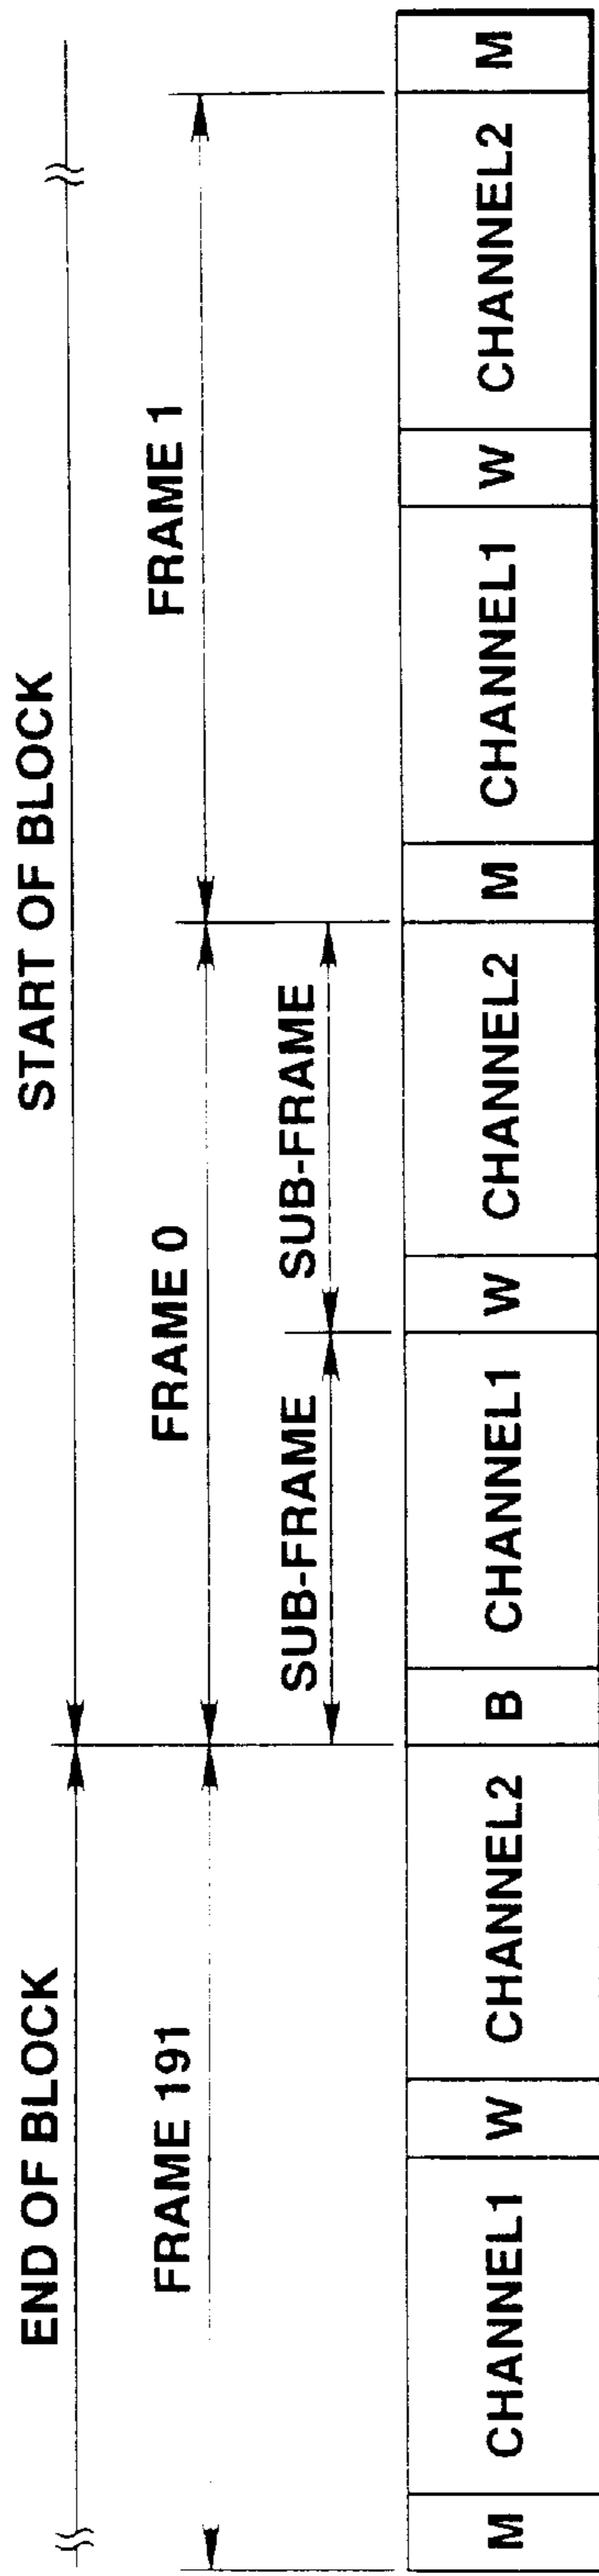 END OF BLOCK START OF BLOCK
FRAME 191 FRAME 0 FRAME 1
SUB-FRAME SUB-FRAME
M CHANNEL1 W CHANNEL2 B CHANNEL1 W CHANNEL2 M CHANNEL1 W CHANNEL2 M